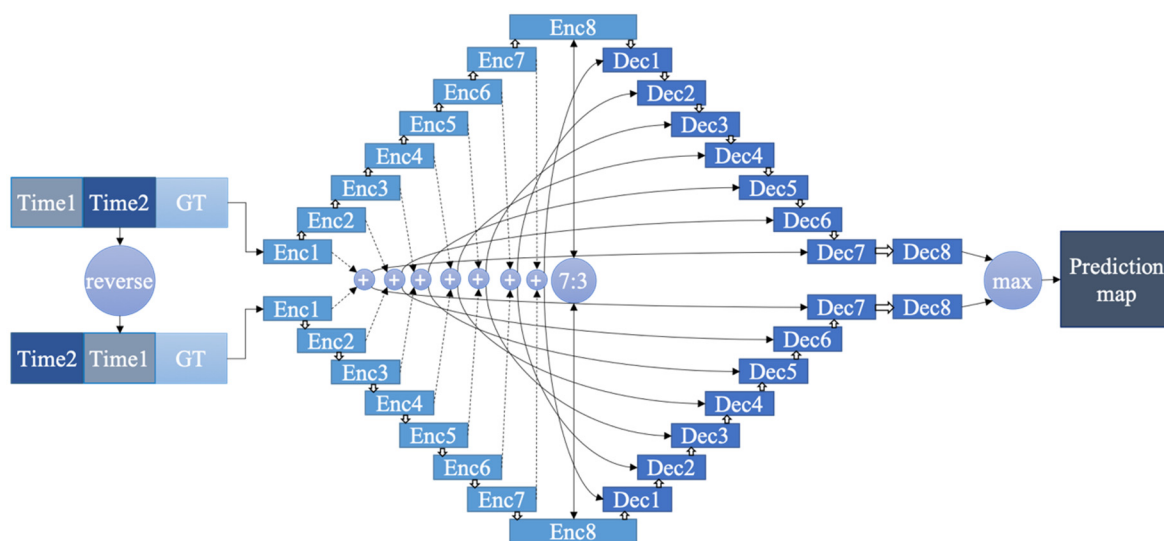 Enc8
Enc7
Dec1
Enc6
Dec2
Enc5
Dec3
Enc4
Dec4
Time1 Time2 GT
Enc3
Dec5
Enc2
Dec6
Enc1
Dec7 Dec8
reverse
+ + + + + + + 7:3
max
Prediction
map
Enc1
Dec7 Dec8
Time2 Time1 GT
Enc2
Dec6
Enc3
Dec5
Enc4
Dec4
Enc5
Dec3
Enc6
Dec2
Enc7
Dec1
Enc8